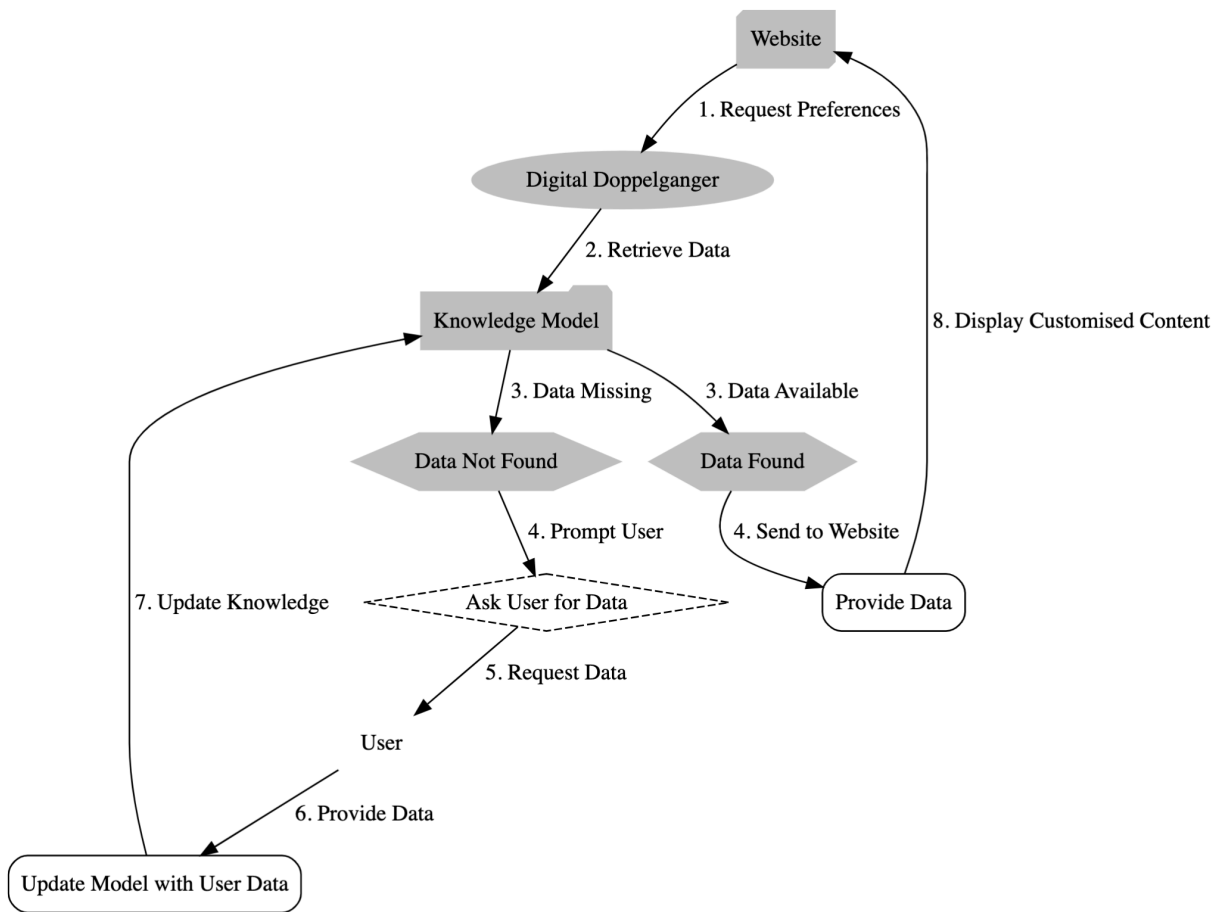 Website
1. Request Preferences
Digital Doppelganger
2. Retrieve Data
Knowledge Model
8. Display Customised Content
3. Data Missing
3. Data Available
Data Not Found
Data Found
4. Prompt User
4. Send to Website
7. Update Knowledge
Ask User for Data
Provide Data
5. Request Data
User
6. Provide Data
Update Model with User Data